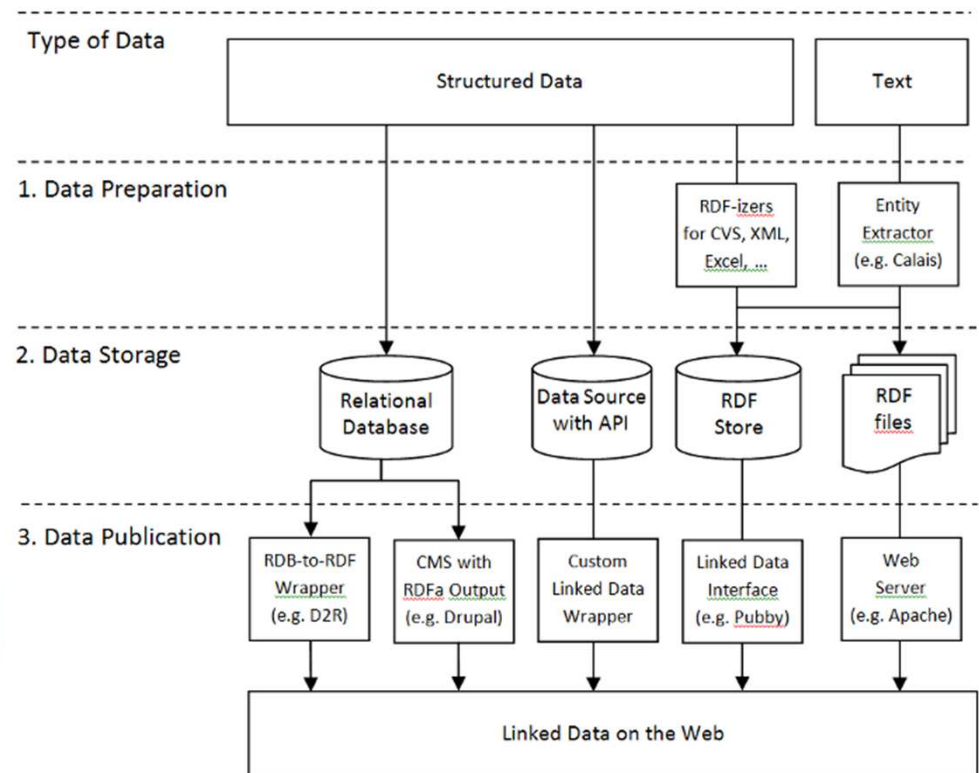 Type of Data
Structured Data
Text
1. Data Preparation
RDF-izers
for CVS, XML,
Excel, ...
Entity
Extractor
(e.g. Calais)
2. Data Storage
Relational
Database
Data Source
with API
RDF
Store
RDF
files
3. Data Publication
RDB-to-RDF
Wrapper
(e.g. D2R)
CMS with
RDFa Output
(e.g. Drupal)
Custom
Linked Data
Wrapper
Linked Data
Interface
(e.g. Pubby)
Web
Server
(e.g. Apache)
Linked Data on the Web